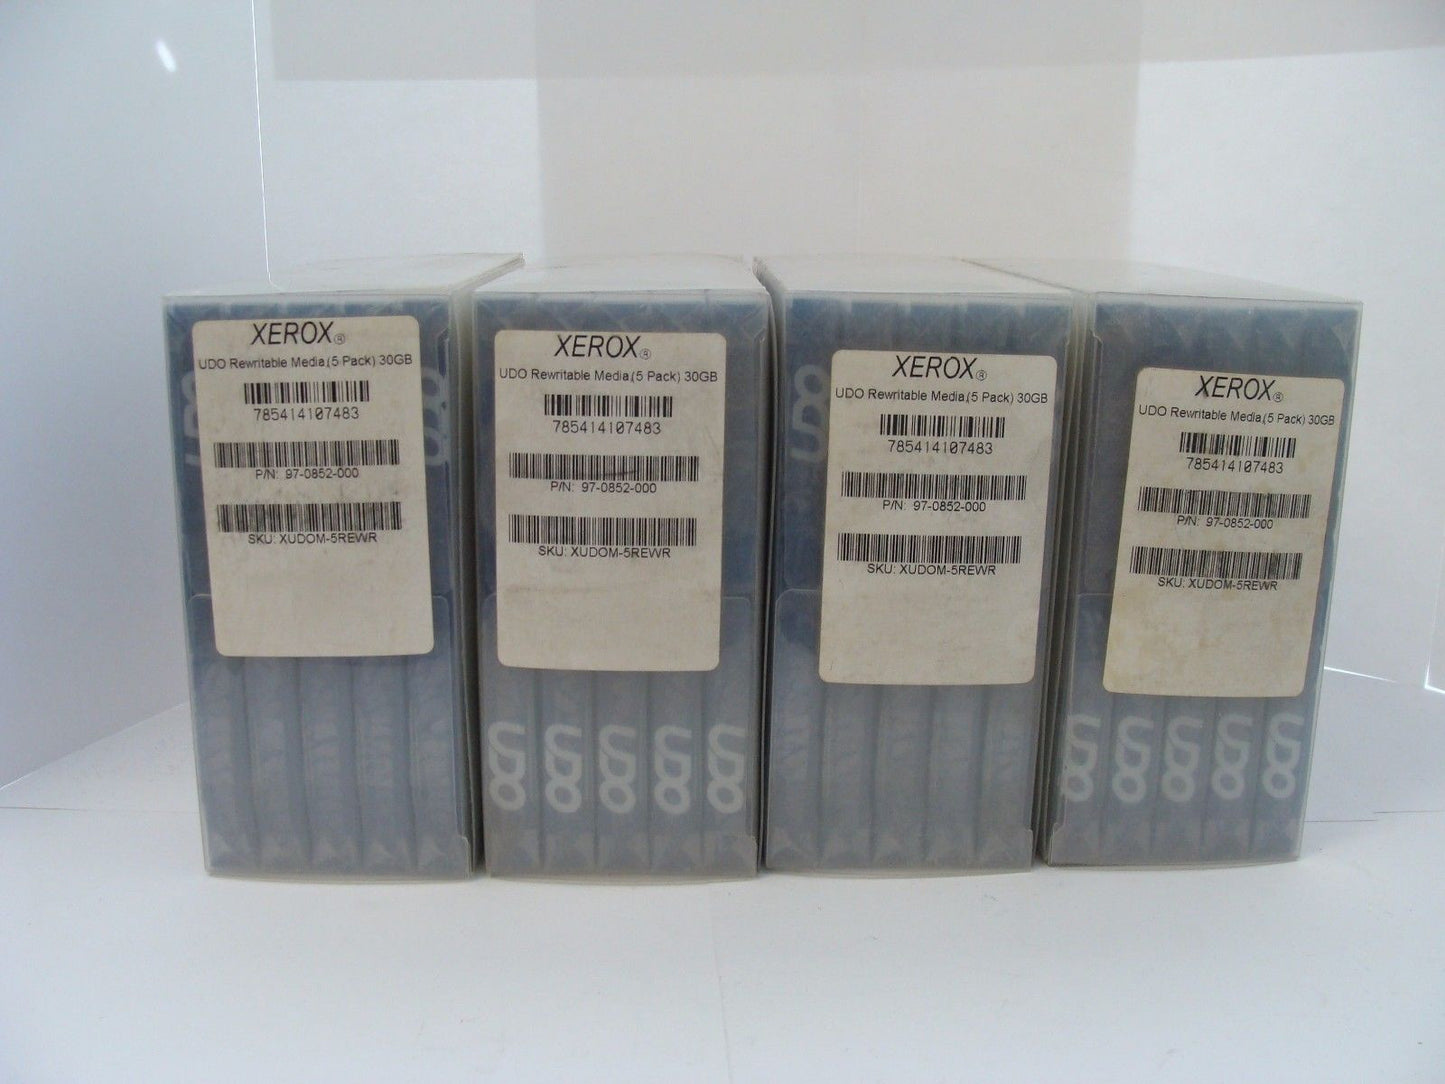 XEROX®
UDO Rewritable Media,(5 Pack) 30GB
785414107483
P/N: 97-0852-000
SKU: XUDOM-5REWR
UDO
UDO
XEROX®
UDO Rewritable Media,(5 Pack) 30GB
785414107483
P/N: 97-0852-000
SKU: XUDOM-5REWR
UDO UDO UDO UDO UDO
XEROX®
UDO Rewritable Media,(5 Pack) 30GB
785414107483
P/N: 97-0852-000
SKU: XUDOM-5REWR
UDO
XEROX®
UDO Rewritable Media,(5 Pack) 30GB
785414107483
P/N: 97-0852-000
SKU: XUDOM-5REWR
UDO UDO UDO UDO UDO